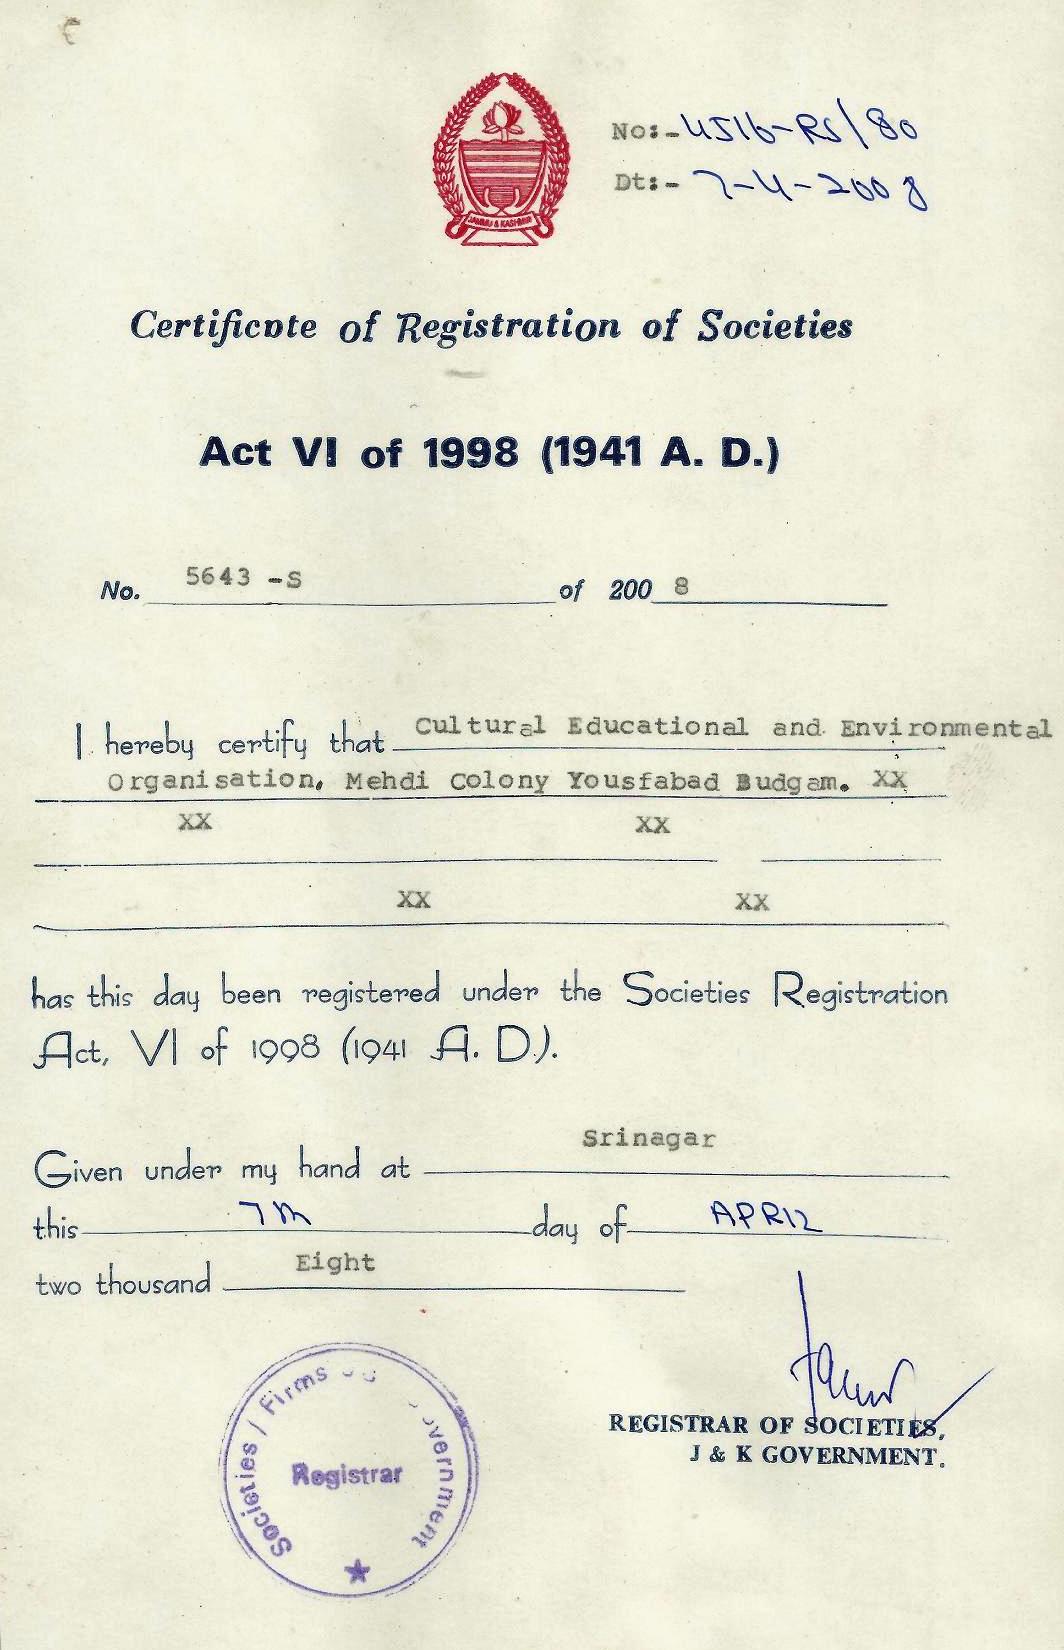 JAMMU & KASHMIR
No:- 4516-RS/80
Dt:- 7-4-2008
Certificate of Registration of Societies
Act VI of 1998 (1941 A. D.)
No. 5643 -S of 200 8
I hereby certify that Cultural Educational and Environmental
Organisation, Mehdi Colony Yousfabad Budgam. XX
XX XX
XX XX
has this day been registered under the Societies Registration
Act, VI of 1998 (1941 A. D.).
Given under my hand at Srinagar
this 7th day of APRIL
two thousand Eight
REGISTRAR OF SOCIETIES,
J & K GOVERNMENT.
Societies / Firms
Registrar